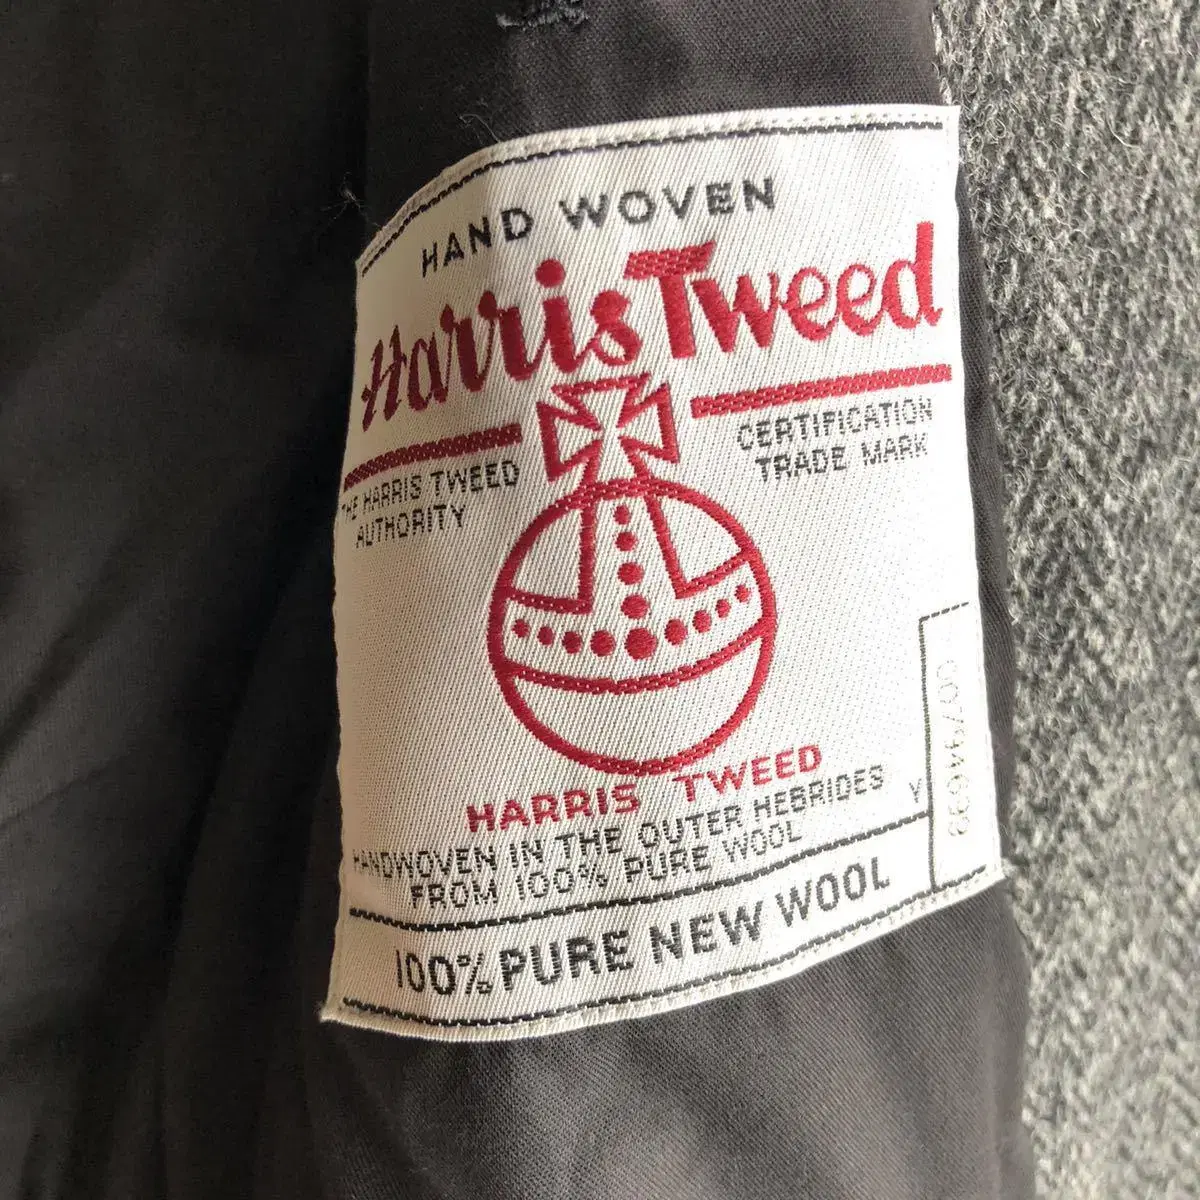 HAND WOVEN
Harris Tweed
THE HARRIS TWEED
AUTHORITY
CERTIFICATION
TRADE MARK
HARRIS TWEED
HANDWOVEN IN THE OUTER HEBRIDES
FROM 100% PURE WOOL
Y
100% PURE NEW WOOL